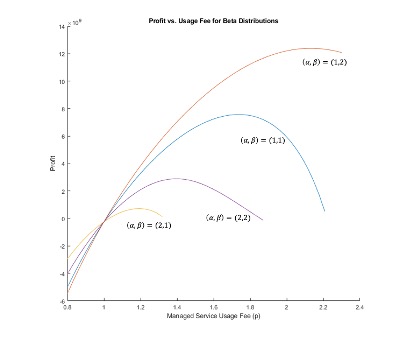 Profit vs. Usage Fee for Beta Distributions
× 10⁶
14
12
10
8
6
4
2
0
-2
-4
-6
Profit
(α, β) = (1,2)
(α, β) = (1,1)
(α, β) = (2,2)
(α, β) = (2,1)
0.8 1 1.2 1.4 1.6 1.8 2 2.2 2.4
Managed Service Usage Fee (p)